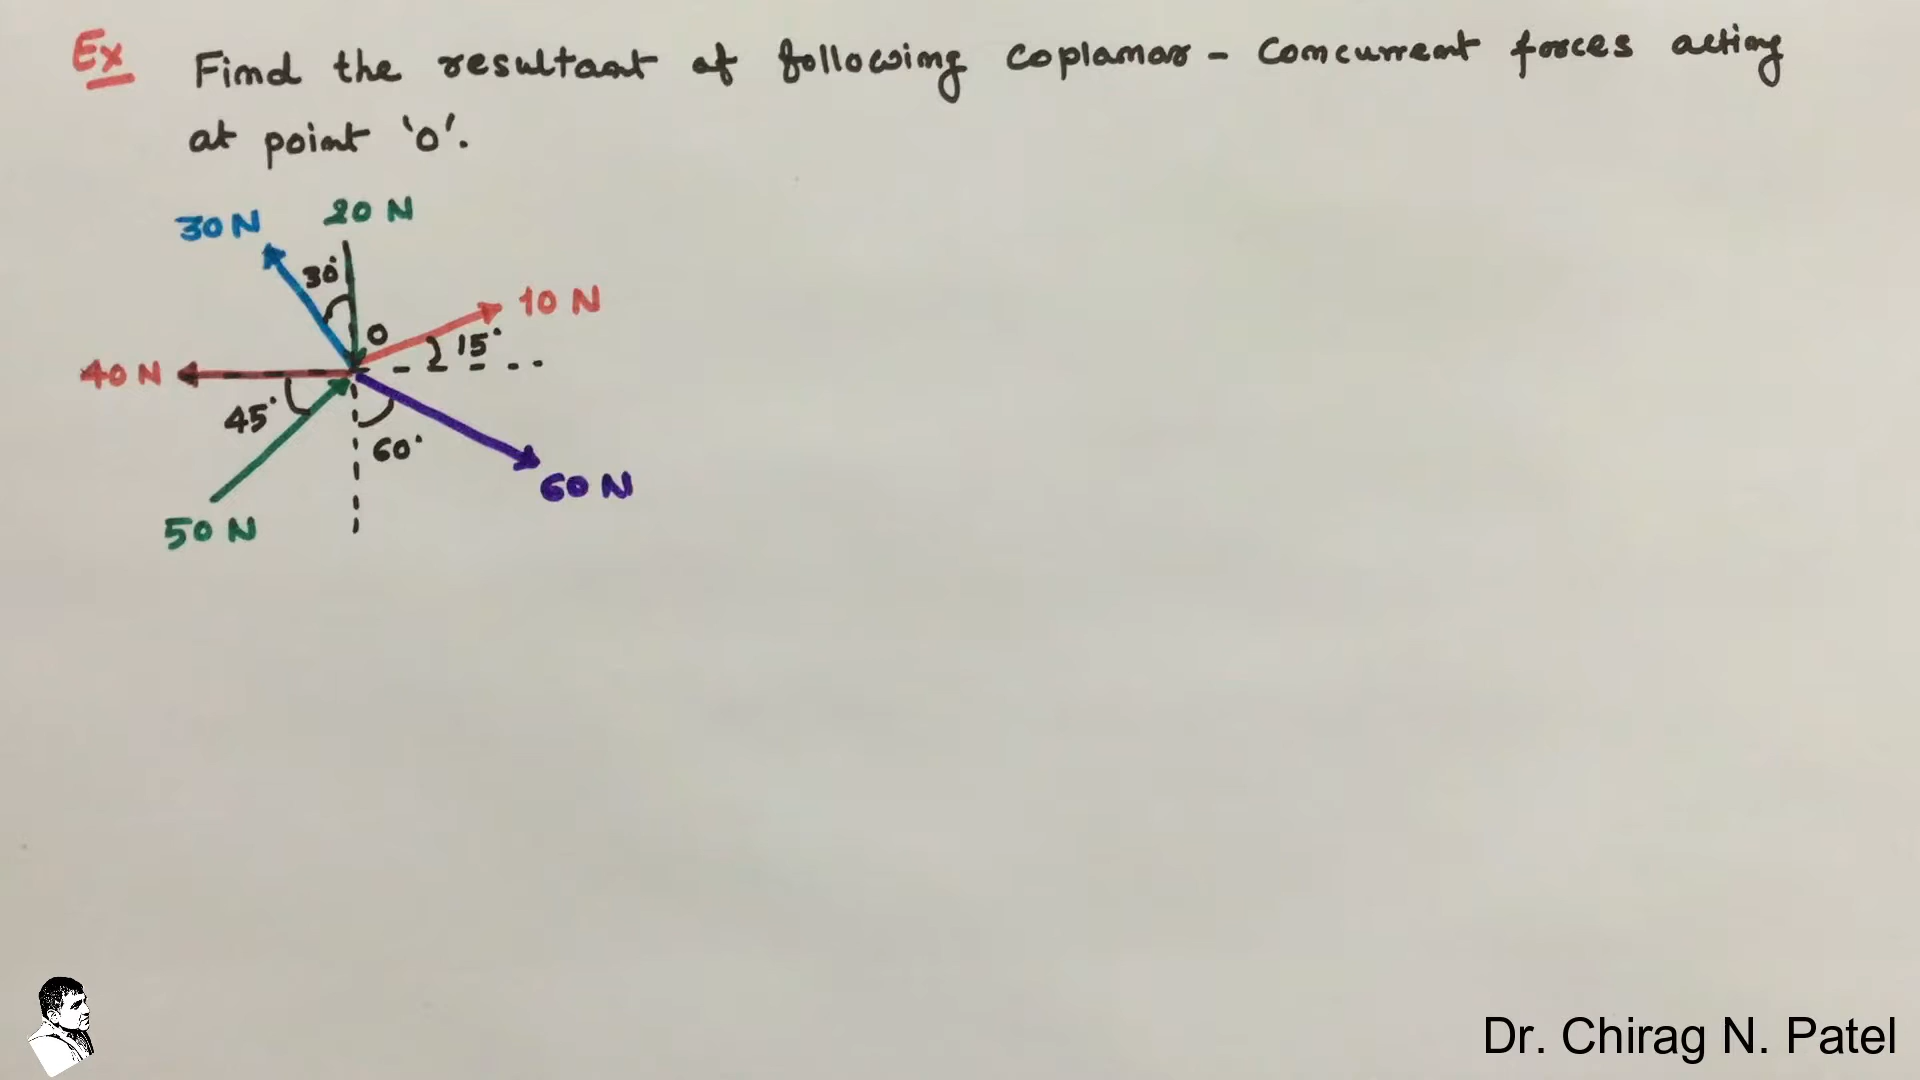 Ex Find the resultant of following coplanar - concurrent forces acting
at point 'O'.
30 N 20 N
30°
10 N
O
15°
40 N
45°
60°
60 N
50 N
Dr. Chirag N. Patel